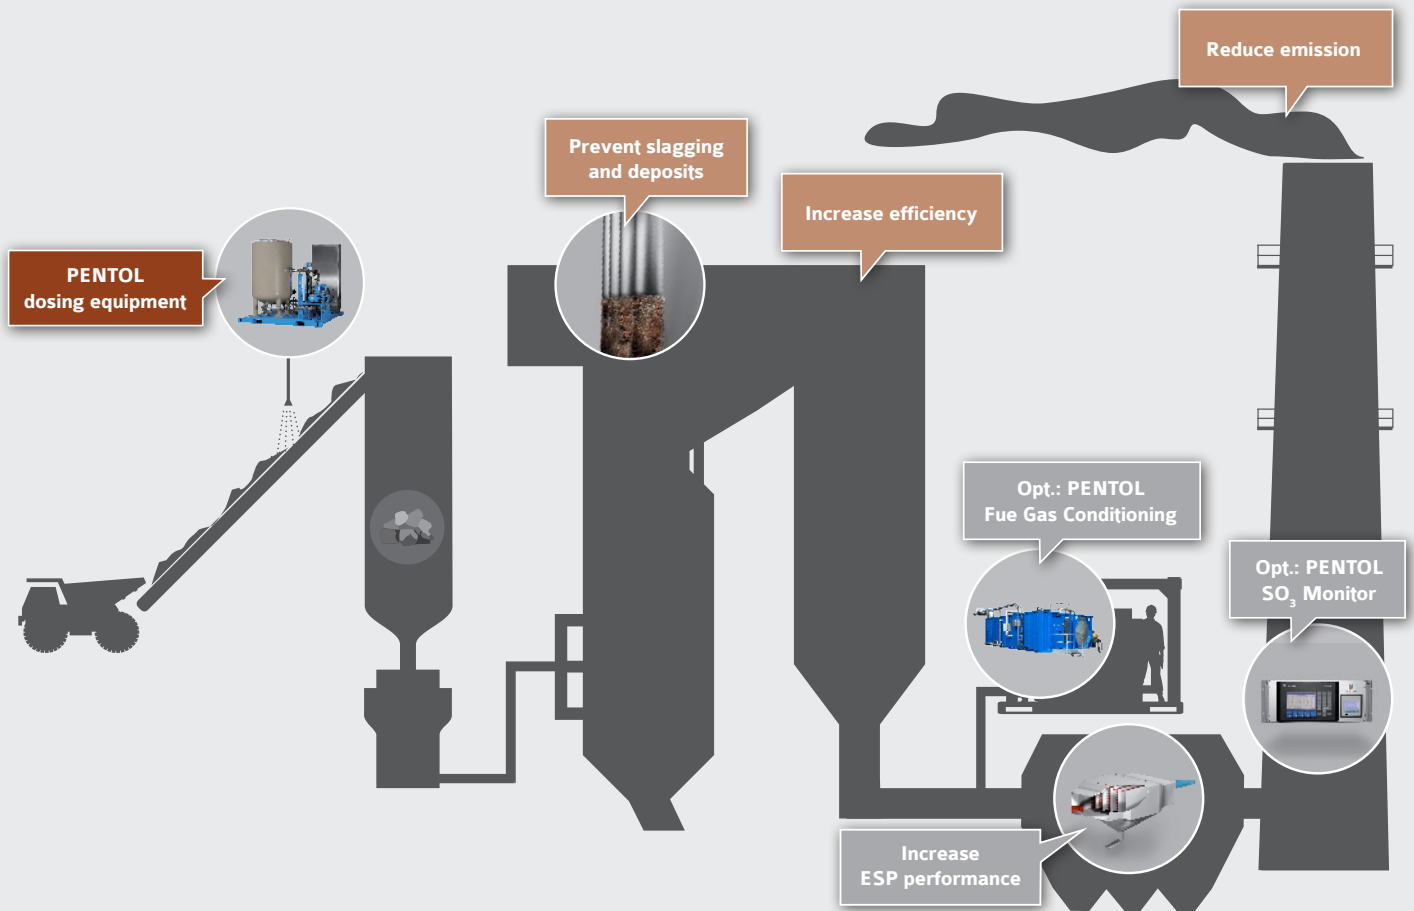 Reduce emission
Prevent slagging
and deposits
Increase efficiency
PENTOL
dosing equipment
Opt.: PENTOL
Fue Gas Conditioning
Opt.: PENTOL
SO₃ Monitor
Increase
ESP performance